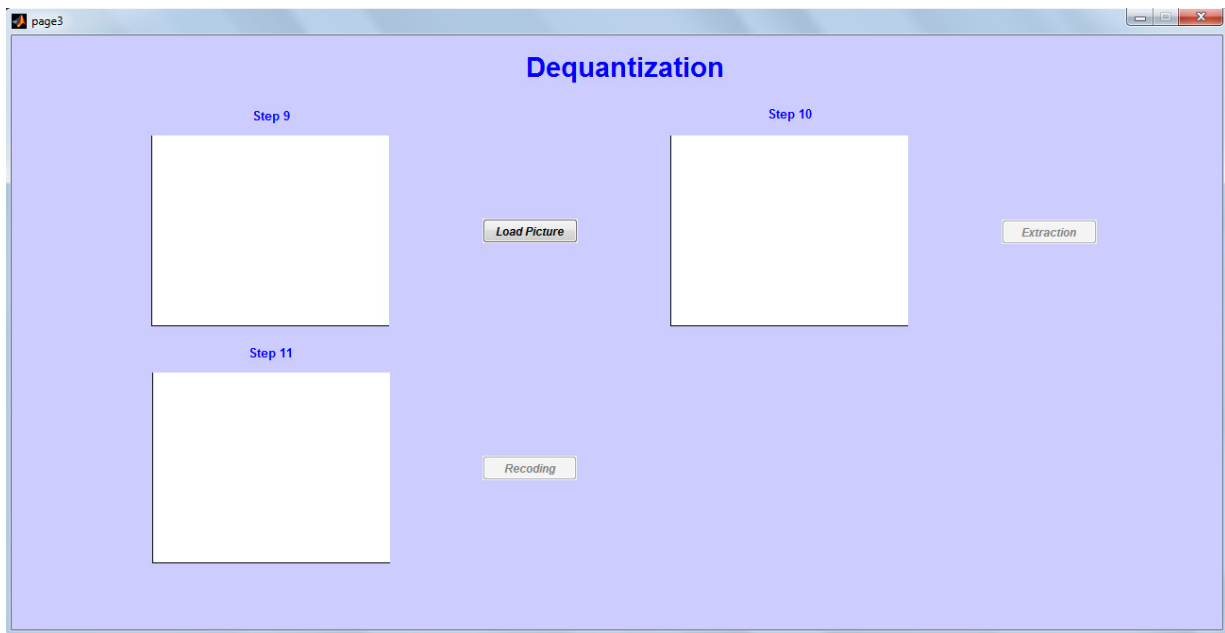 page3
Dequantization
Step 9
Step 10
Load Picture
Extraction
Step 11
Recoding